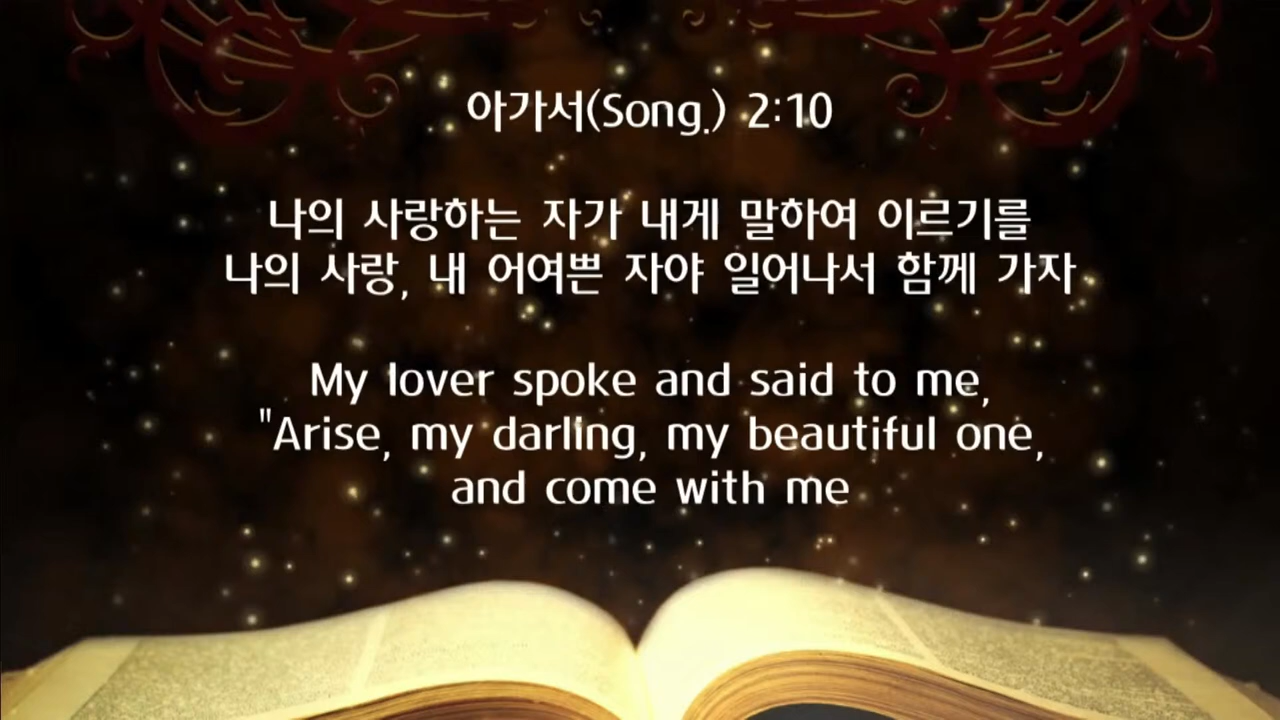 아가서(Song.) 2:10
나의 사랑하는 자가 내게 말하여 이르기를
나의 사랑, 내 어여쁜 자야 일어나서 함께 가자
My lover spoke and said to me,
"Arise, my darling, my beautiful one,
and come with me